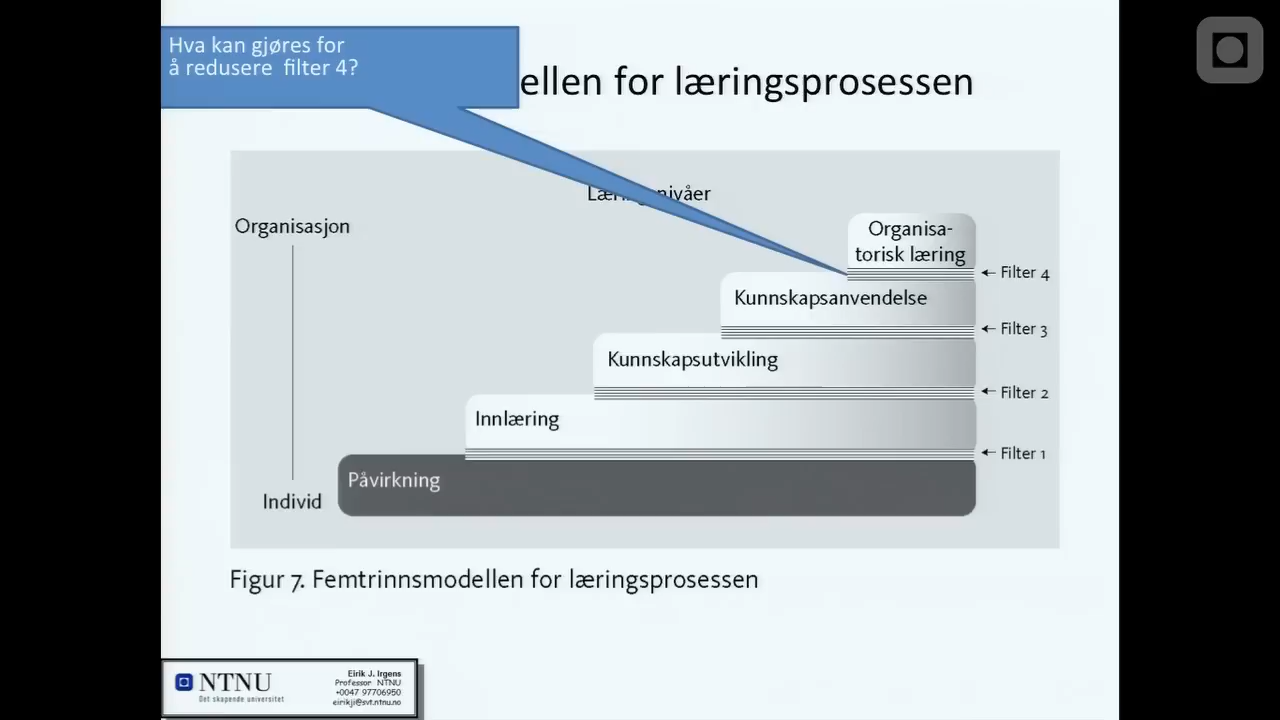 Hva kan gjøres for
å redusere filter 4?
ellen for læringsprosessen
Organisasjon
Organisa-
torisk læring
Filter 4
Kunnskapsanvendelse
Filter 3
Kunnskapsutvikling
Filter 2
Innlæring
Filter 1
Påvirkning
Individ
Figur 7. Femtrinnsmodellen for læringsprosessen
NTNU
Det skapende universitet
Eirik J. Irgens
Professor NTNU
+0047 97706950
eirikji@svt.ntnu.no